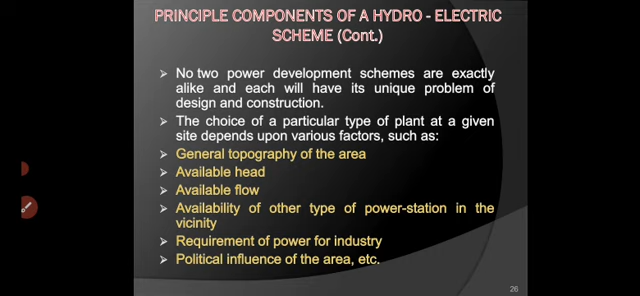 PRINCIPLE COMPONENTS OF A HYDRO - ELECTRIC
SCHEME (Cont.)
➢ No two power development schemes are exactly
alike and each will have its unique problem of
design and construction.
➢ The choice of a particular type of plant at a given
site depends upon various factors, such as:
➢ General topography of the area
➢ Available head
➢ Available flow
➢ Availability of other type of power-station in the
vicinity
➢ Requirement of power for industry
➢ Political influence of the area, etc.
26